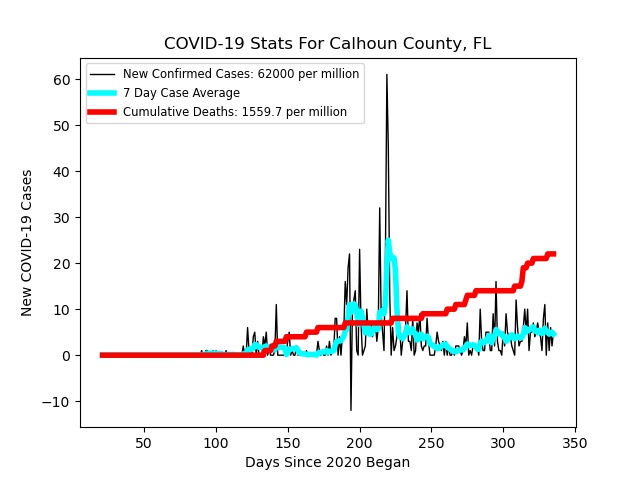 COVID-19 Stats For Calhoun County, FL
New Confirmed Cases: 62000 per million
7 Day Case Average
Cumulative Deaths: 1559.7 per million
New COVID-19 Cases
60
50
40
30
20
10
0
−10
50 100 150 200 250 300 350
Days Since 2020 Began